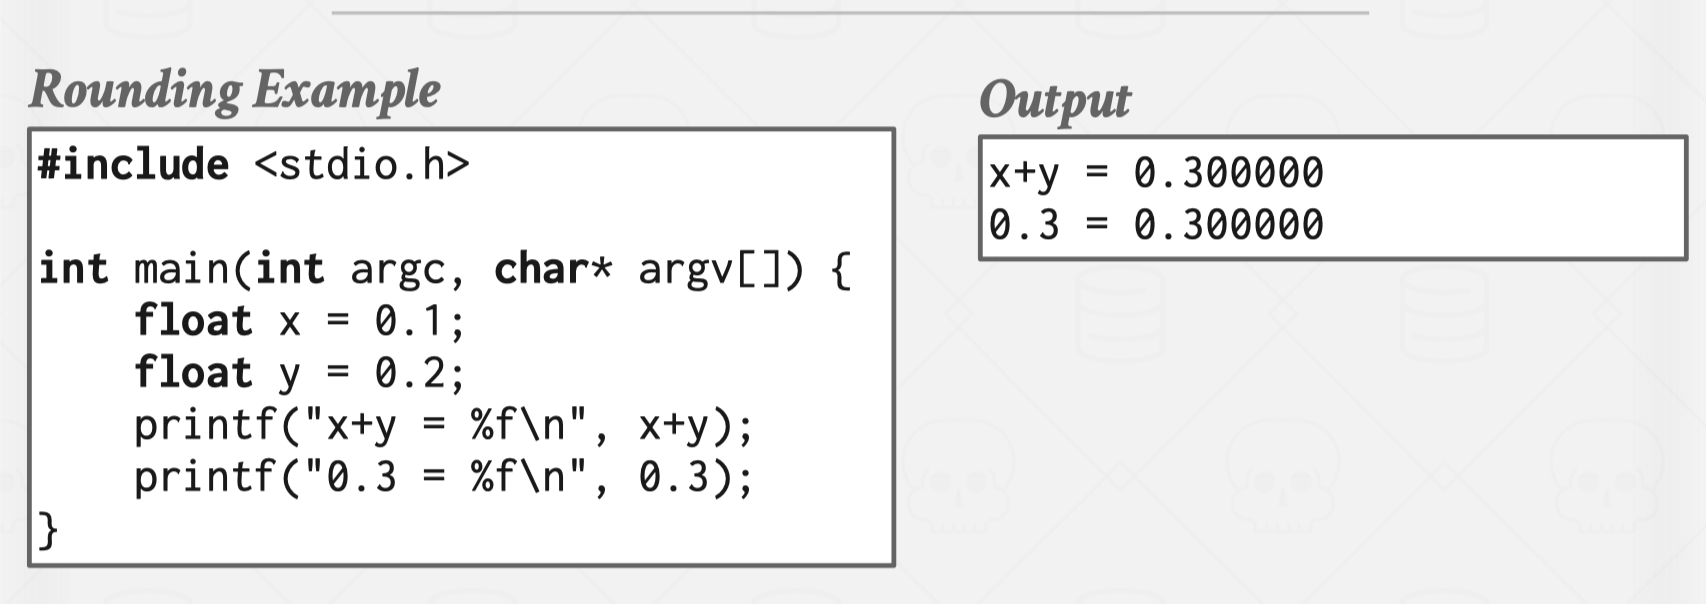 Rounding Example
#include <stdio.h>
int main(int argc, char* argv[]) {
    float x = 0.1;
    float y = 0.2;
    printf("x+y = %f\n", x+y);
    printf("0.3 = %f\n", 0.3);
}
Output
x+y = 0.300000
0.3 = 0.300000